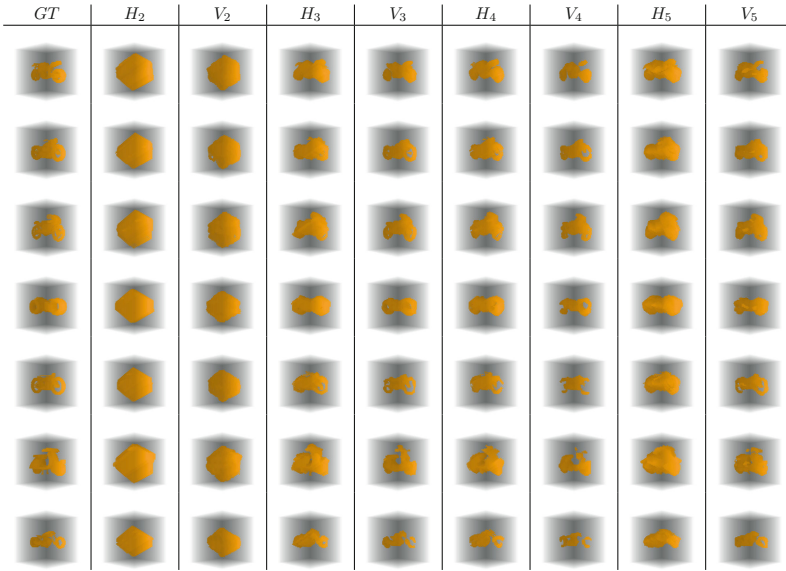 GT H₂ V₂ H₃ V₃ H₄ V₄ H₅ V₅